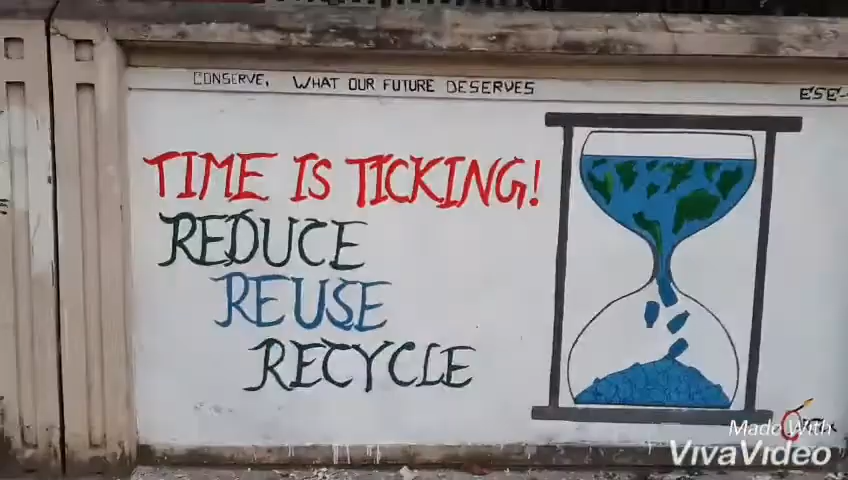 CONSERVE, WHAT OUR FUTURE DESERVES
ESE-
TIME IS TICKING!
REDUCE
REUSE
RECYCLE
Made With
VivaVideo